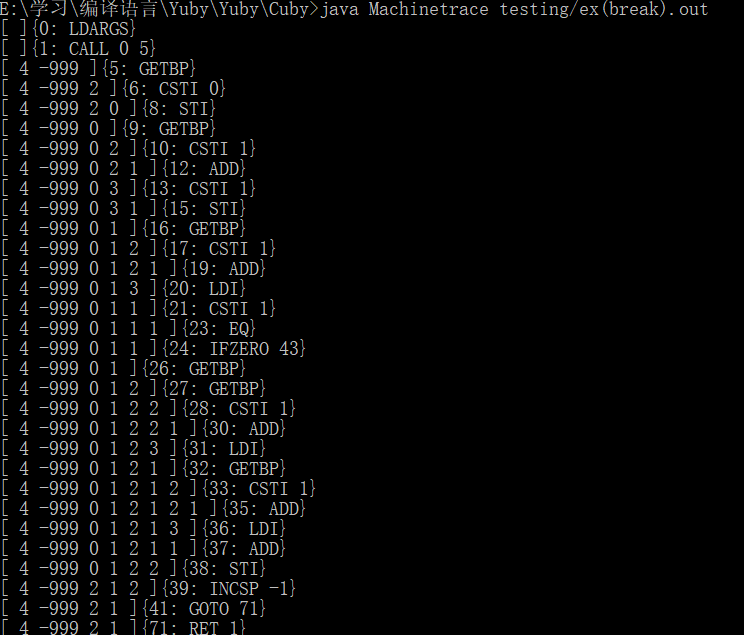 E:\学习\编译语言\Yuby\Yuby\Cuby>java Machinetrace testing/ex(break).out
[ ]{0: LDARGS}
[ ]{1: CALL 0 5}
[ 4 -999 ]{5: GETBP}
[ 4 -999 2 ]{6: CSTI 0}
[ 4 -999 2 0 ]{8: STI}
[ 4 -999 0 ]{9: GETBP}
[ 4 -999 0 2 ]{10: CSTI 1}
[ 4 -999 0 2 1 ]{12: ADD}
[ 4 -999 0 3 ]{13: CSTI 1}
[ 4 -999 0 3 1 ]{15: STI}
[ 4 -999 0 1 ]{16: GETBP}
[ 4 -999 0 1 2 ]{17: CSTI 1}
[ 4 -999 0 1 2 1 ]{19: ADD}
[ 4 -999 0 1 3 ]{20: LDI}
[ 4 -999 0 1 1 ]{21: CSTI 1}
[ 4 -999 0 1 1 1 ]{23: EQ}
[ 4 -999 0 1 1 ]{24: IFZERO 43}
[ 4 -999 0 1 ]{26: GETBP}
[ 4 -999 0 1 2 ]{27: GETBP}
[ 4 -999 0 1 2 2 ]{28: CSTI 1}
[ 4 -999 0 1 2 2 1 ]{30: ADD}
[ 4 -999 0 1 2 3 ]{31: LDI}
[ 4 -999 0 1 2 1 ]{32: GETBP}
[ 4 -999 0 1 2 1 2 ]{33: CSTI 1}
[ 4 -999 0 1 2 1 2 1 ]{35: ADD}
[ 4 -999 0 1 2 1 3 ]{36: LDI}
[ 4 -999 0 1 2 1 1 ]{37: ADD}
[ 4 -999 0 1 2 2 ]{38: STI}
[ 4 -999 2 1 2 ]{39: INCSP -1}
[ 4 -999 2 1 ]{41: GOTO 71}
[ 4 -999 2 1 ]{71: RET 1}